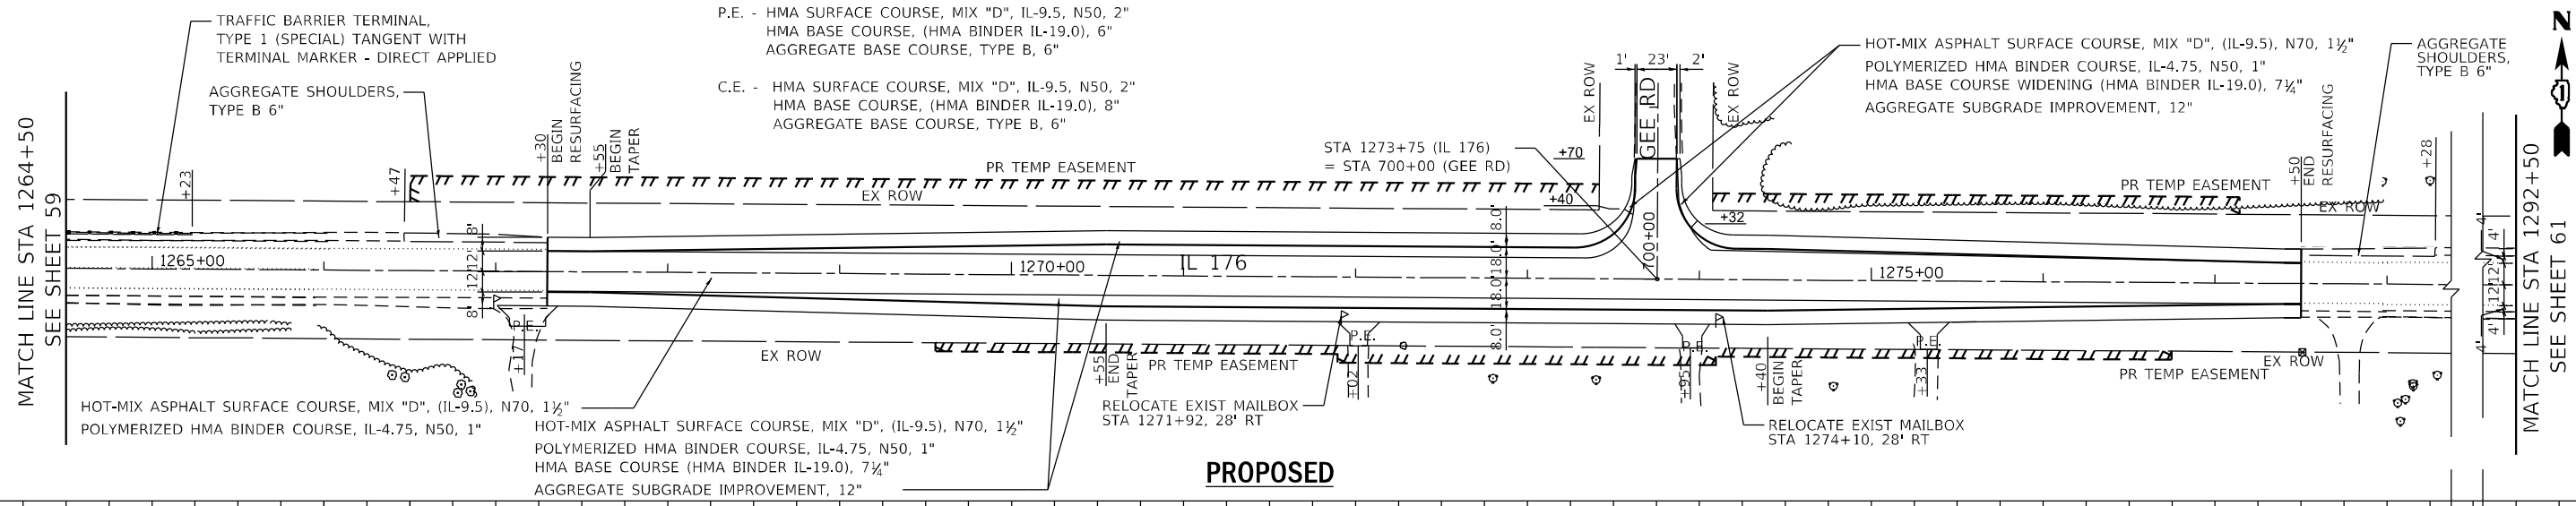 TRAFFIC BARRIER TERMINAL,
TYPE 1 (SPECIAL) TANGENT WITH
TERMINAL MARKER - DIRECT APPLIED
AGGREGATE SHOULDERS,
TYPE B 6"
P.E. - HMA SURFACE COURSE, MIX "D", IL-9.5, N50, 2"
HMA BASE COURSE, (HMA BINDER IL-19.0), 6"
AGGREGATE BASE COURSE, TYPE B, 6"
C.E. - HMA SURFACE COURSE, MIX "D", IL-9.5, N50, 2"
HMA BASE COURSE, (HMA BINDER IL-19.0), 8"
AGGREGATE BASE COURSE, TYPE B, 6"
HOT-MIX ASPHALT SURFACE COURSE, MIX "D", (IL-9.5), N70, 1½"
POLYMERIZED HMA BINDER COURSE, IL-4.75, N50, 1"
HMA BASE COURSE WIDENING (HMA BINDER IL-19.0), 7¼"
AGGREGATE SUBGRADE IMPROVEMENT, 12"
AGGREGATE
SHOULDERS,
TYPE B 6"
N
MATCH LINE STA 1264+50
SEE SHEET 59
+23
+47
+30
BEGIN
RESURFACING
+55
BEGIN
TAPER
PR TEMP EASEMENT
EX ROW
STA 1273+75 (IL 176)
= STA 700+00 (GEE RD)
1' 23' 2'
EX ROW
GEE RD
EX ROW
+70
+40
+32
700+00
PR TEMP EASEMENT
EX ROW
+50
END
RESURFACING
+28
MATCH LINE STA 1292+50
SEE SHEET 61
1265+00
1270+00
IL 176
1275+00
8'
12'
12'
8'
8.0'
18.0'
18.0'
8.0'
4'
4'
12'
12'
4'
4'
P.E.
+17
EX ROW
+55
END
TAPER
PR TEMP EASEMENT
P.E.
+02
P.E.
+95
+40
BEGIN
TAPER
P.E.
+33
PR TEMP EASEMENT
EX ROW
HOT-MIX ASPHALT SURFACE COURSE, MIX "D", (IL-9.5), N70, 1½"
POLYMERIZED HMA BINDER COURSE, IL-4.75, N50, 1"
HOT-MIX ASPHALT SURFACE COURSE, MIX "D", (IL-9.5), N70, 1½"
POLYMERIZED HMA BINDER COURSE, IL-4.75, N50, 1"
HMA BASE COURSE (HMA BINDER IL-19.0), 7¼"
AGGREGATE SUBGRADE IMPROVEMENT, 12"
RELOCATE EXIST MAILBOX
STA 1271+92, 28' RT
RELOCATE EXIST MAILBOX
STA 1274+10, 28' RT
PROPOSED